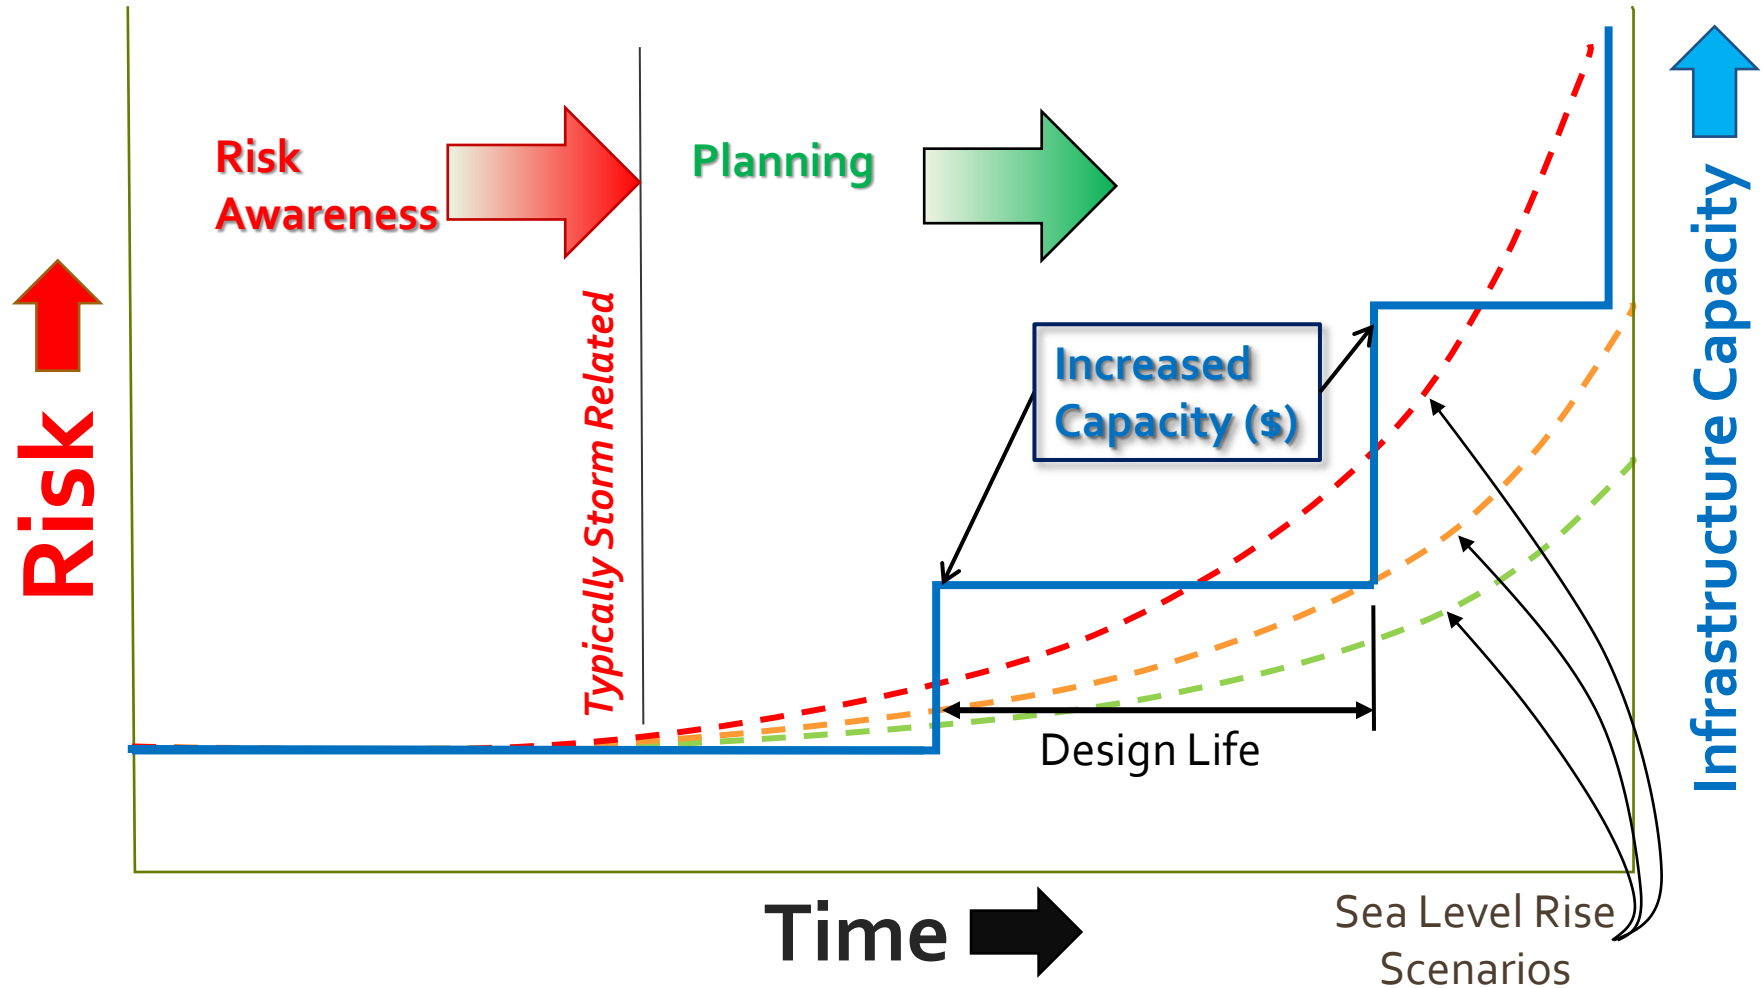 Risk
Awareness
Planning
Typically Storm Related
Increased
Capacity ($)
Risk
Infrastructure Capacity
Design Life
Time
Sea Level Rise
Scenarios